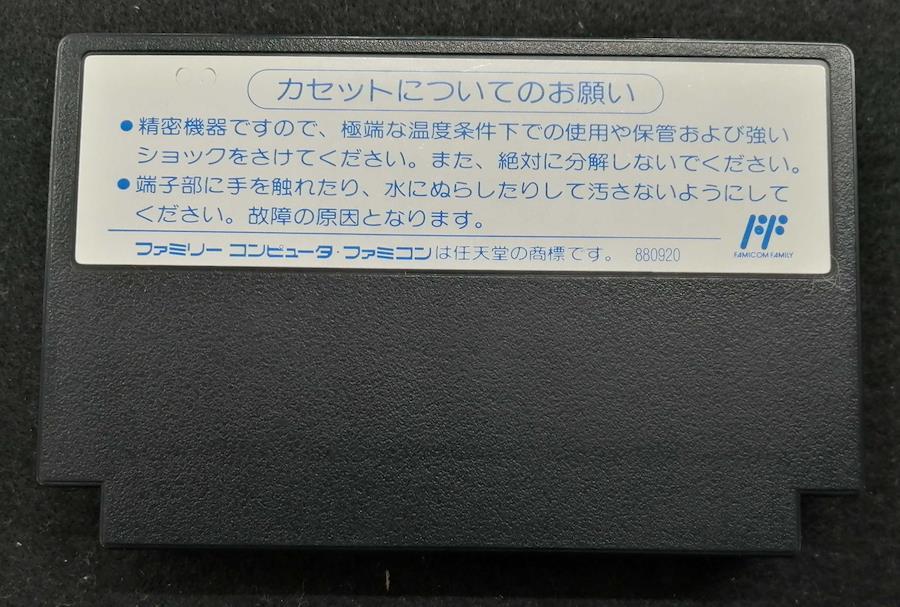 カセットについてのお願い
●精密機器ですので、極端な温度条件下での使用や保管および強い
ショックをさけてください。また、絶対に分解しないでください。
●端子部に手を触れたり、水にぬらしたりして汚さないようにして
ください。故障の原因となります。
ファミリー コンピュータ・ファミコンは任天堂の商標です。 880920
FAMICOM FAMILY